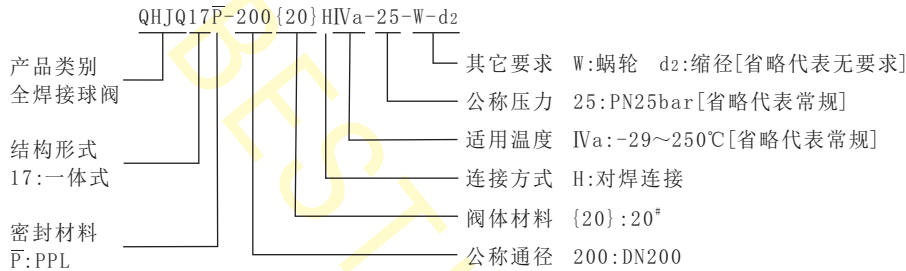 QHJQ17P̅-200{20}HⅣa-25-W-d2
产品类别
全焊接球阀
结构形式
17:一体式
密封材料
P̅:PPL
其它要求 W:蜗轮 d2:缩径[省略代表无要求]
公称压力 25:PN25bar[省略代表常规]
适用温度 Ⅳa:-29～250℃[省略代表常规]
连接方式 H:对焊连接
阀体材料 {20}:20#
公称通径 200:DN200
BEST